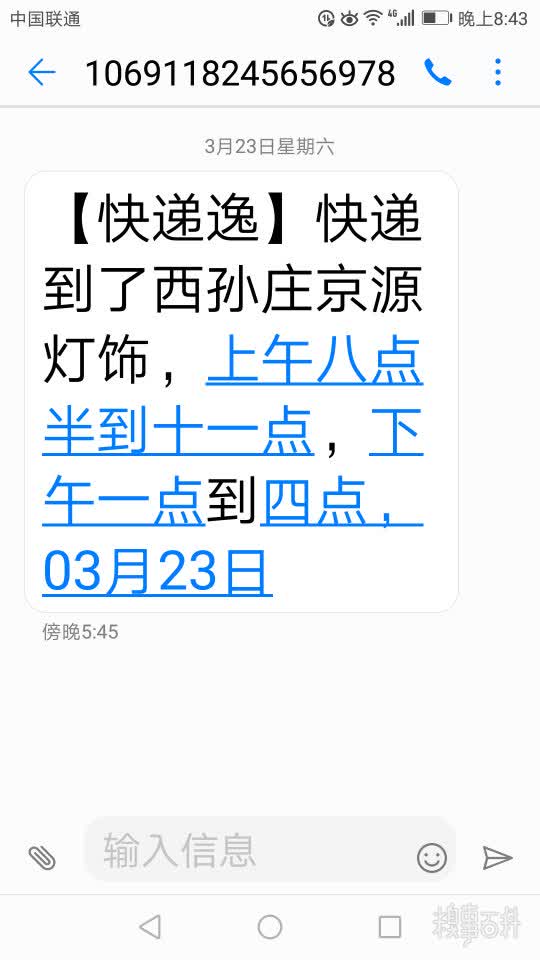 中国联通
4G
晚上8:43
1069118245656978
3月23日星期六
【快递逸】快递
到了西孙庄京源
灯饰，上午八点
半到十一点，下
午一点到四点，
03月23日
傍晚5:45
输入信息
糗事百科